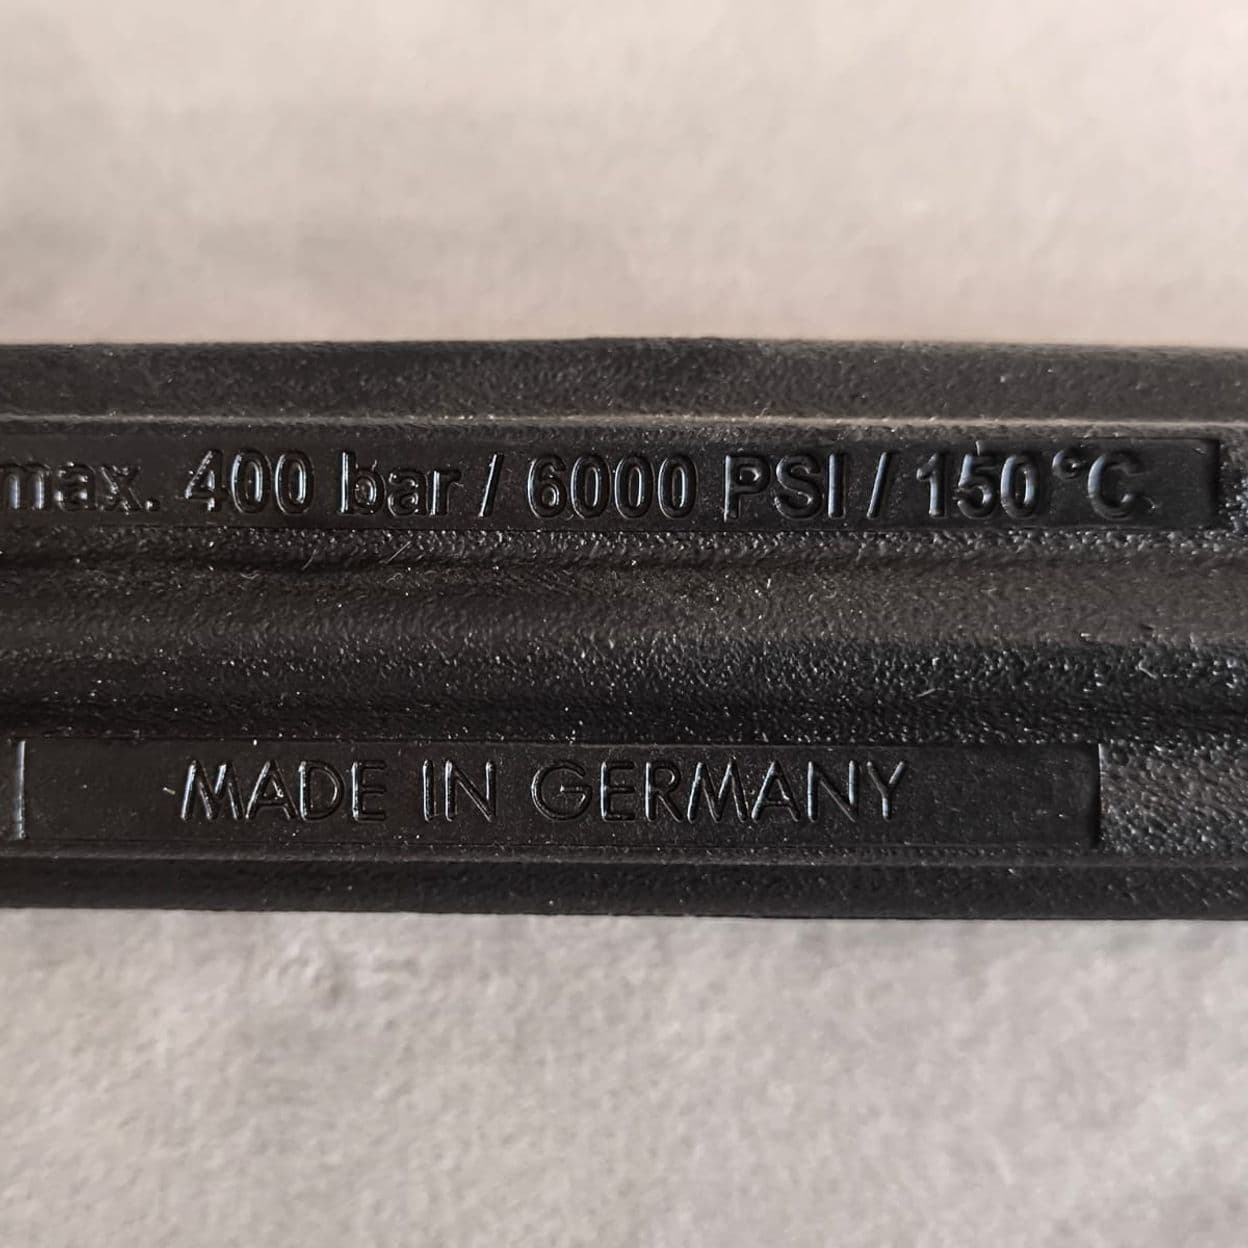 max. 400 bar / 6000 PSI / 150°C
MADE IN GERMANY